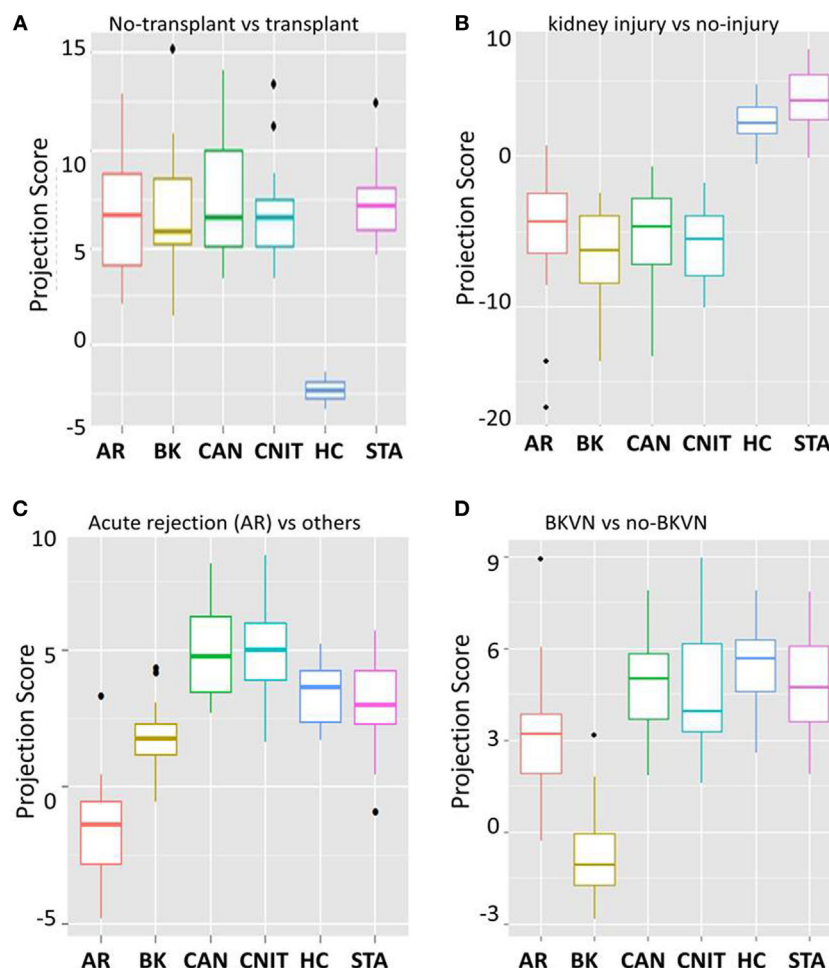 A
No-transplant vs transplant
Projection Score
15
10
5
0
-5
AR BK CAN CNIT HC STA
B
kidney injury vs no-injury
Projection Score
10
0
-10
-20
AR BK CAN CNIT HC STA
C
Acute rejection (AR) vs others
Projection Score
10
5
0
-5
AR BK CAN CNIT HC STA
D
BKVN vs no-BKVN
Projection Score
9
6
3
0
-3
AR BK CAN CNIT HC STA